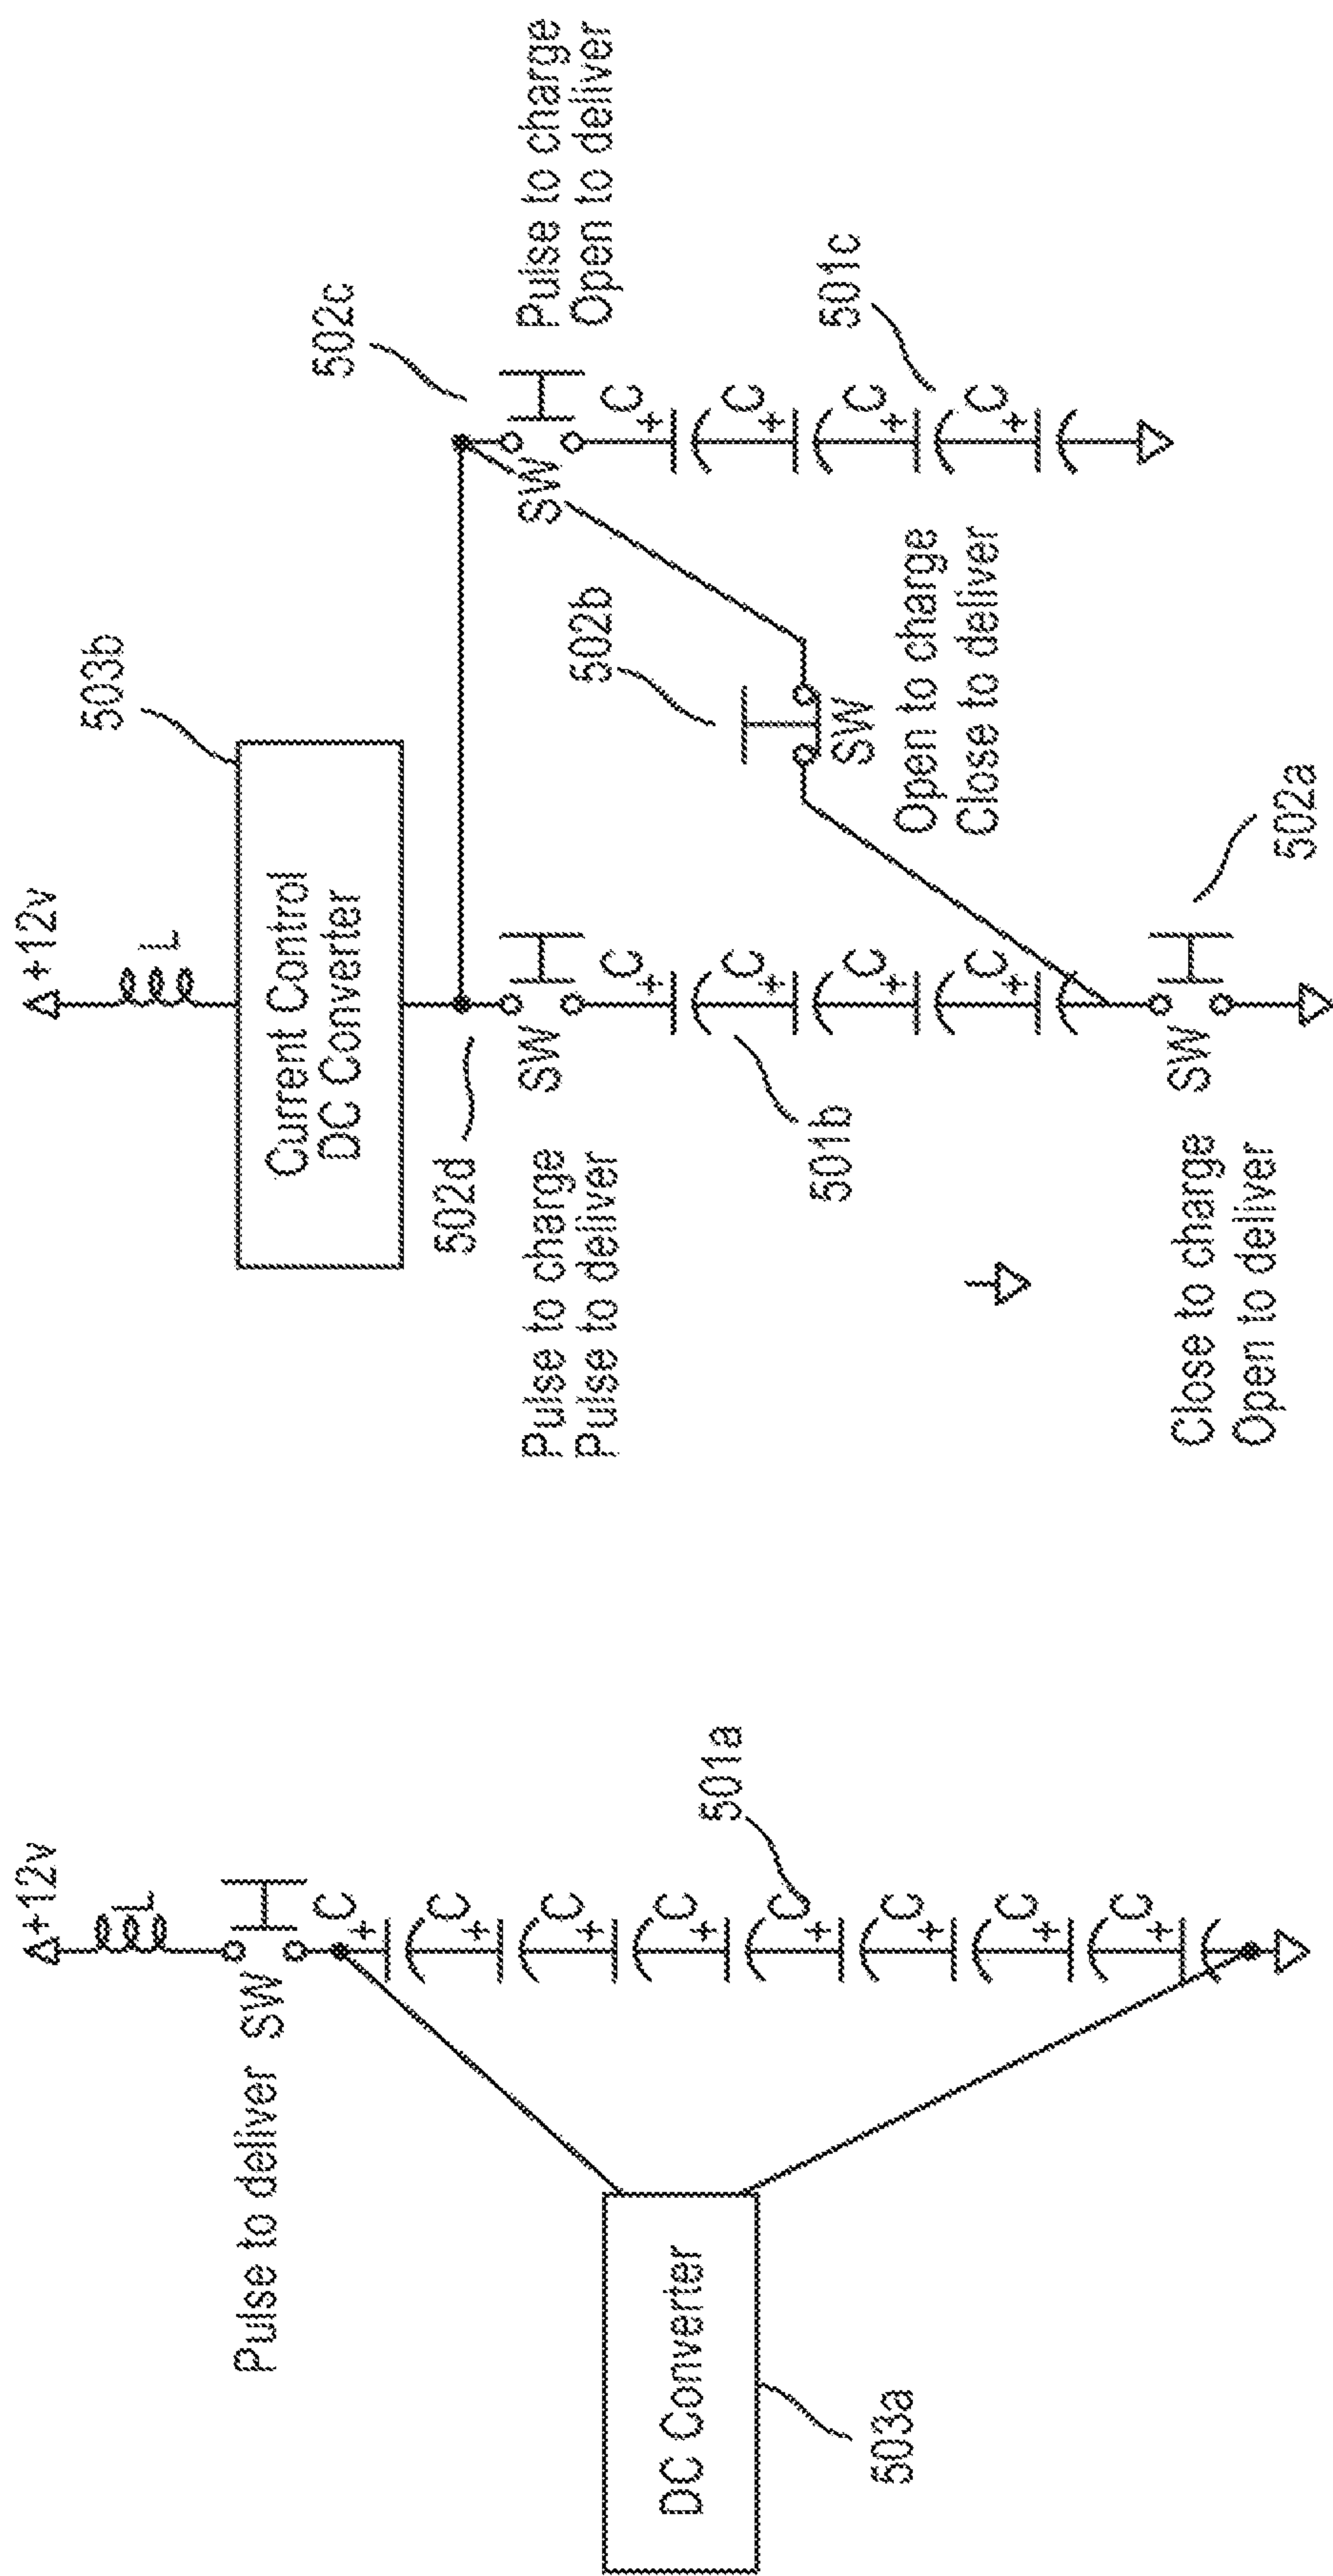 +12v
L
Pulse to deliver SW
C
+
C
+
C
+
C
+
C
+
C
+
C
+
C
+
501a
DC Converter
503a
+12v
L
503b
Current Control
DC Converter
502d
502c
Pulse to charge
Pulse to deliver
SW
SW
Pulse to charge
Open to deliver
C
+
C
+
C
+
C
+
501b
502b
SW
Open to charge
Close to deliver
C
+
C
+
C
+
C
+
501c
Close to charge
Open to deliver
SW
502a